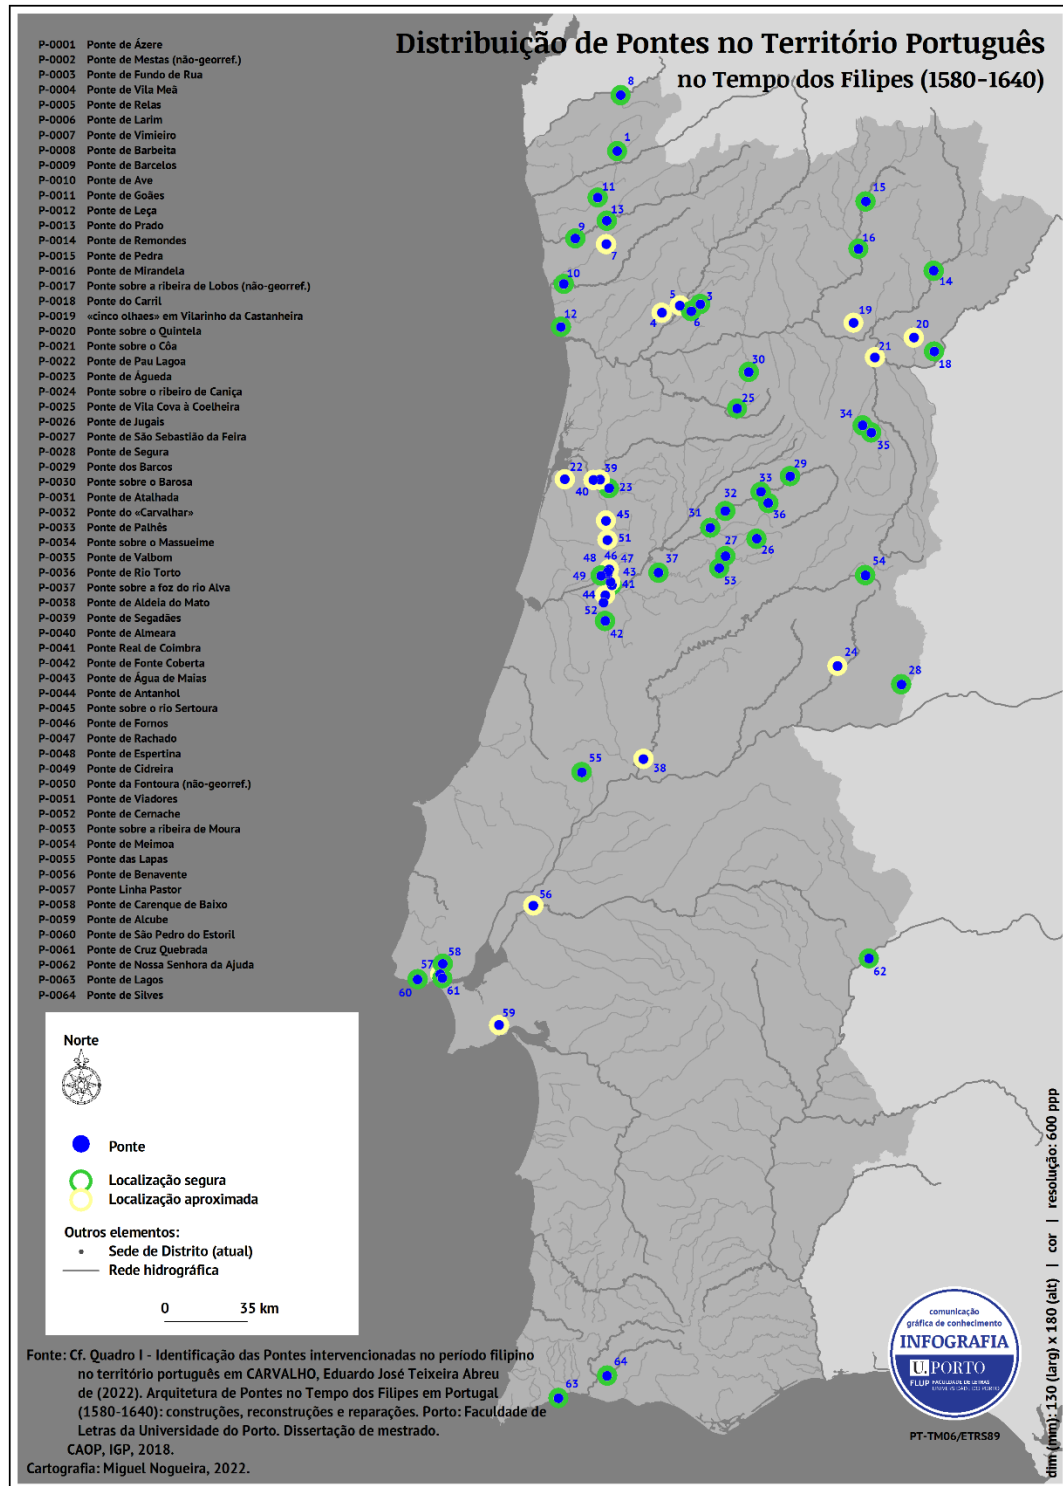 Distribuição de Pontes no Território Português
no Tempo dos Filipes (1580-1640)
P-0001 Ponte de Ázere
P-0002 Ponte de Mestas (não-georref.)
P-0003 Ponte de Fundo de Rua
P-0004 Ponte de Vila Meã
P-0005 Ponte de Relas
P-0006 Ponte de Larim
P-0007 Ponte de Vimieiro
P-0008 Ponte de Barbeita
P-0009 Ponte de Barcelos
P-0010 Ponte de Ave
P-0011 Ponte de Goães
P-0012 Ponte de Leça
P-0013 Ponte do Prado
P-0014 Ponte de Remondes
P-0015 Ponte de Pedra
P-0016 Ponte de Mirandela
P-0017 Ponte sobre a ribeira de Lobos (não-georref.)
P-0018 Ponte do Carril
P-0019 «cinco olhaes» em Vilarinho da Castanheira
P-0020 Ponte sobre o Quintela
P-0021 Ponte sobre o Côa
P-0022 Ponte de Pau Lagoa
P-0023 Ponte de Águeda
P-0024 Ponte sobre o ribeiro de Caniça
P-0025 Ponte de Vila Cova à Coelheira
P-0026 Ponte de Jugais
P-0027 Ponte de São Sebastião da Feira
P-0028 Ponte de Segura
P-0029 Ponte dos Barcos
P-0030 Ponte sobre o Barosa
P-0031 Ponte de Atalhada
P-0032 Ponte do «Carvalhar»
P-0033 Ponte de Palhês
P-0034 Ponte sobre o Massueime
P-0035 Ponte de Valbom
P-0036 Ponte de Rio Torto
P-0037 Ponte sobre a foz do rio Alva
P-0038 Ponte de Aldeia do Mato
P-0039 Ponte de Segadães
P-0040 Ponte de Almeara
P-0041 Ponte Real de Coimbra
P-0042 Ponte de Fonte Coberta
P-0043 Ponte de Água de Maias
P-0044 Ponte de Antanhol
P-0045 Ponte sobre o rio Sertoura
P-0046 Ponte de Fornos
P-0047 Ponte de Rachado
P-0048 Ponte de Espertina
P-0049 Ponte de Cidreira
P-0050 Ponte da Fontoura (não-georref.)
P-0051 Ponte de Viadores
P-0052 Ponte de Cernache
P-0053 Ponte sobre a ribeira de Moura
P-0054 Ponte de Meimoa
P-0055 Ponte das Lapas
P-0056 Ponte de Benavente
P-0057 Ponte Linha Pastor
P-0058 Ponte de Carenque de Baixo
P-0059 Ponte de Alcube
P-0060 Ponte de São Pedro do Estoril
P-0061 Ponte de Cruz Quebrada
P-0062 Ponte de Nossa Senhora da Ajuda
P-0063 Ponte de Lagos
P-0064 Ponte de Silves
8
1
11
13
9
7
10
12
15
16
14
5
3
4
6
19
20
21
18
30
25
34
35
22
39
40
23
29
33
36
32
31
45
51
26
27
53
46
47
48
43
49
41
37
44
52
42
54
24
28
55
38
56
58
57
60
61
62
59
64
63
Norte
Ponte
Localização segura
Localização aproximada
Outros elementos:
Sede de Distrito (atual)
Rede hidrográfica
0 35 km
Fonte: Cf. Quadro I - Identificação das Pontes intervencionadas no período filipino
no território português em CARVALHO, Eduardo José Teixeira Abreu
de (2022). Arquitetura de Pontes no Tempo dos Filipes em Portugal
(1580-1640): construções, reconstruções e reparações. Porto: Faculdade de
Letras da Universidade do Porto. Dissertação de mestrado.
CAOP, IGP, 2018.
Cartografia: Miguel Nogueira, 2022.
comunicação
gráfica de conhecimento
INFOGRAFIA
U. PORTO
FLUP FACULDADE DE LETRAS
UNIVERSIDADE DO PORTO
PT-TM06/ETRS89
dim (mm): 130 (larg) x 180 (alt) | cor | resolução: 600 ppp